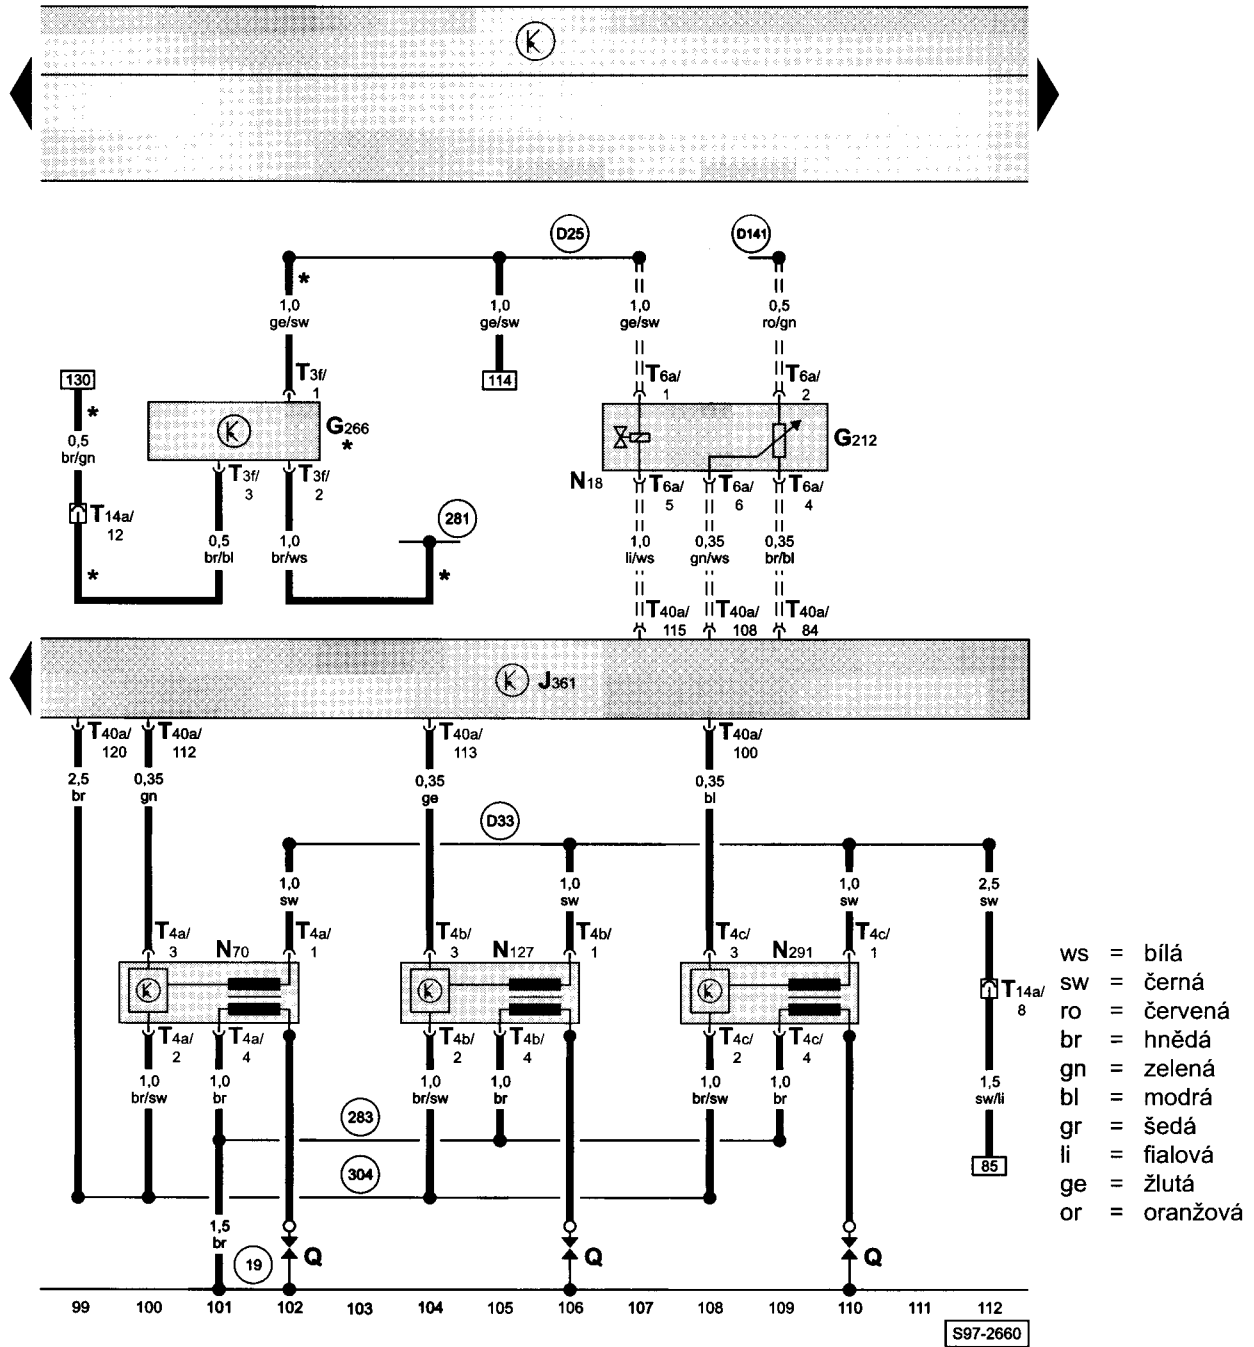 D25 D141
*
1,0 1,0 1,0 0,5
ge/sw ge/sw ge/sw ro/gn
130 T3f/ 114 T6a/ T6a/
1 1 2
*
0,5
br/gn
G266
*
G212
T3f/ T3f/ N18 T6a/ T6a/ T6a/
3 2 5 6 4
T14a/
12
281
0,5 1,0 1,0 0,35 0,35
br/bl br/ws li/ws gn/ws br/bl
* *
T40a/ T40a/ T40a/
115 108 84
J361
T40a/ T40a/ T40a/ T40a/
120 112 113 100
2,5 0,35 0,35 0,35
br gn ge bl
D33
1,0 1,0 1,0 2,5
sw sw sw sw
T4a/ N70 T4a/ T4b/ N127 T4b/ T4c/ N291 T4c/
3 1 3 1 3 1
T14a/
8
T4a/ T4a/ T4b/ T4b/ T4c/ T4c/
2 4 2 4 2 4
1,0 1,0 1,0 1,0 1,0 1,0 1,5
br/sw br br/sw br br/sw br sw/li
283
85
304
1,5
br
19 Q Q Q
99 100 101 102 103 104 105 106 107 108 109 110 111 112
S97-2660
ws = bílá
sw = černá
ro = červená
br = hnědá
gn = zelená
bl = modrá
gr = šedá
li = fialová
ge = žlutá
or = oranžová